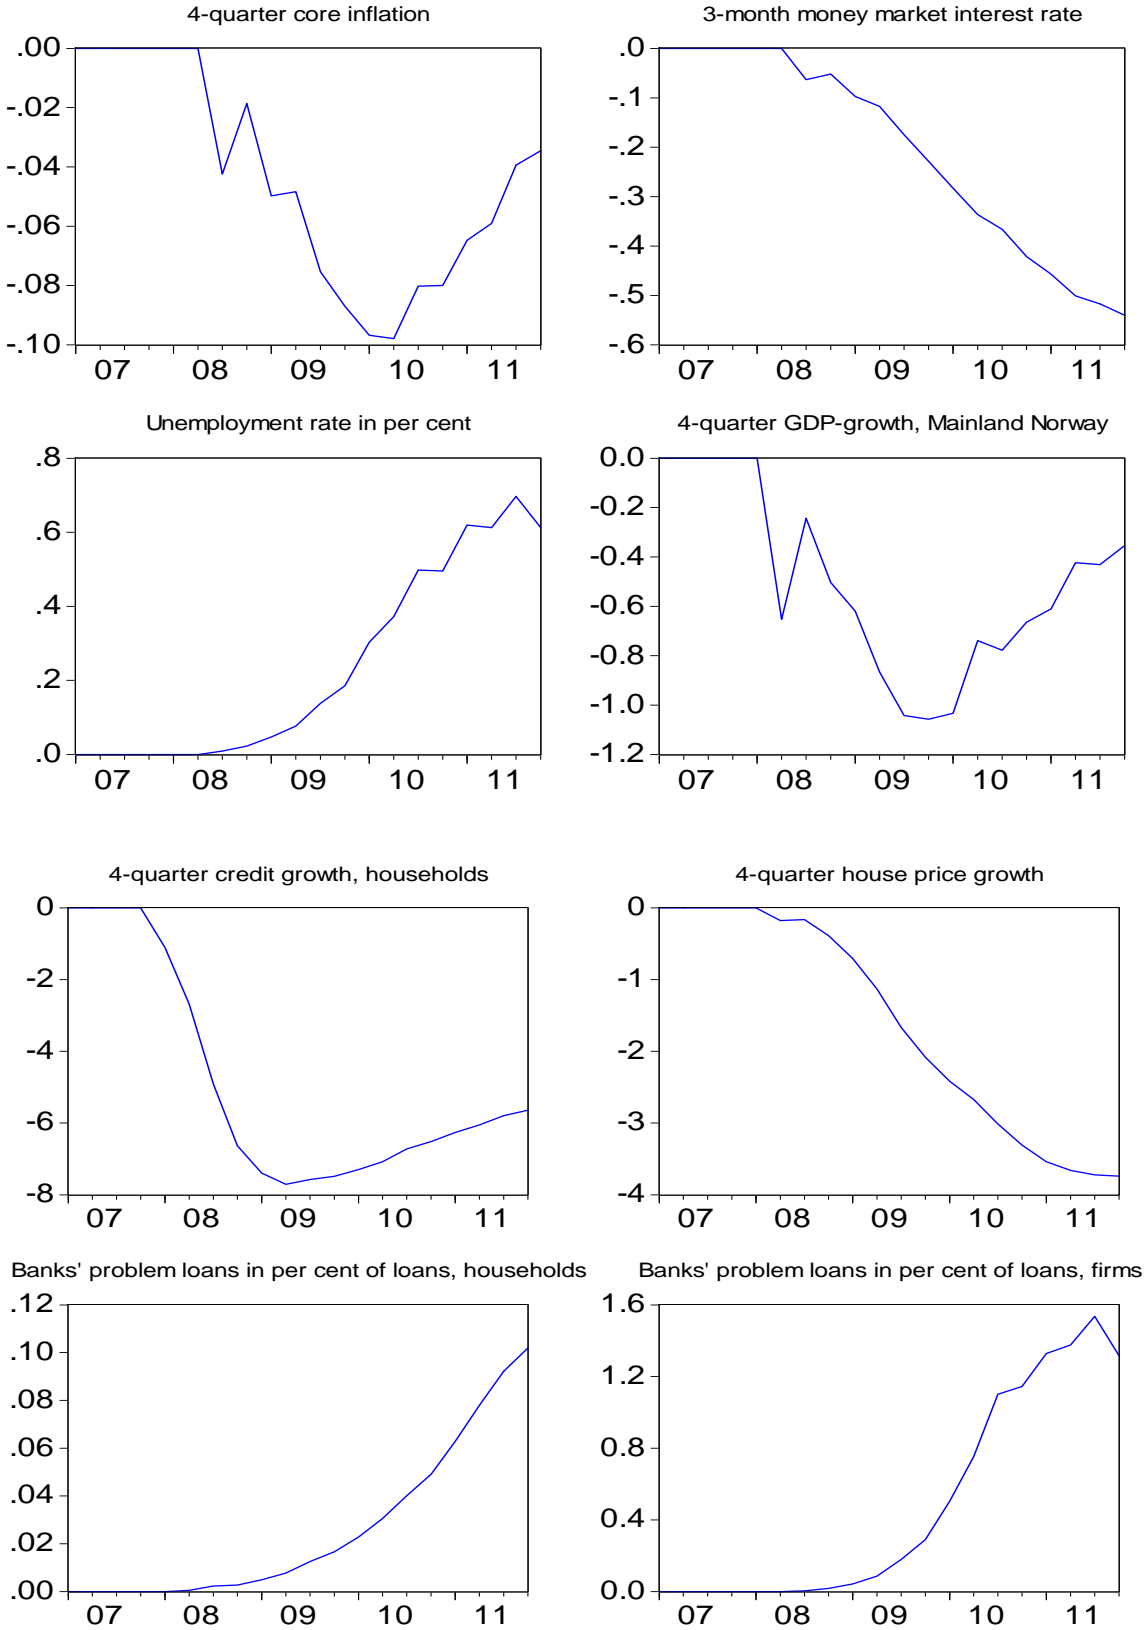 4-quarter core inflation
.00
-.02
-.04
-.06
-.08
-.10
07 08 09 10 11
3-month money market interest rate
.0
-.1
-.2
-.3
-.4
-.5
-.6
07 08 09 10 11
Unemployment rate in per cent
.8
.6
.4
.2
.0
07 08 09 10 11
4-quarter GDP-growth, Mainland Norway
0.0
-0.2
-0.4
-0.6
-0.8
-1.0
-1.2
07 08 09 10 11
4-quarter credit growth, households
0
-2
-4
-6
-8
07 08 09 10 11
4-quarter house price growth
0
-1
-2
-3
-4
07 08 09 10 11
Banks' problem loans in per cent of loans, households
.12
.10
.08
.06
.04
.02
.00
07 08 09 10 11
Banks' problem loans in per cent of loans, firms
1.6
1.2
0.8
0.4
0.0
07 08 09 10 11